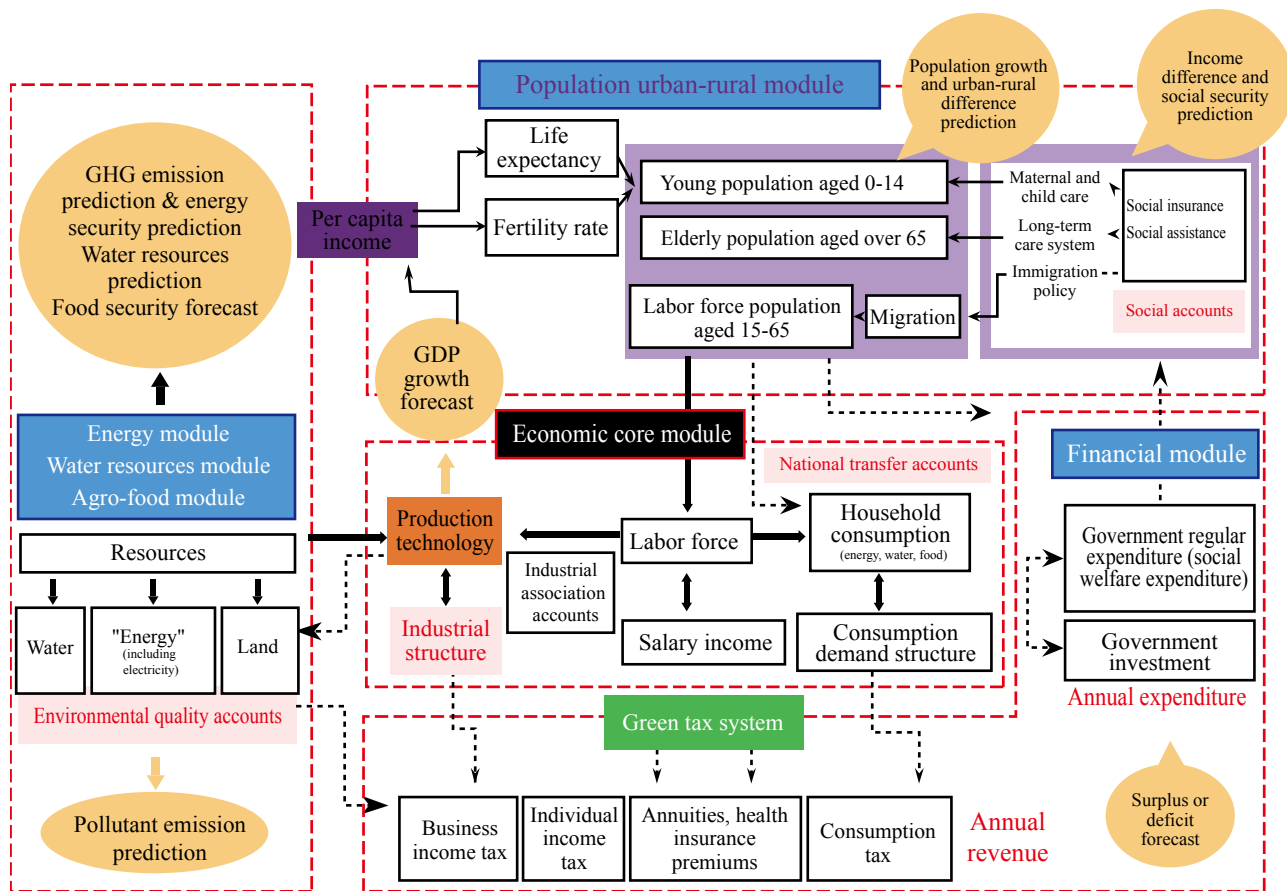 Population urban-rural module
Population growth
and urban-rural
difference
prediction
Income
difference and
social security
prediction
GHG emission
prediction & energy
security prediction
Water resources
prediction
Food security forecast
Per capita
income
Life
expectancy
Fertility rate
Young population aged 0-14
Elderly population aged over 65
Labor force population
aged 15-65
Migration
Maternal and
child care
Long-term
care system
Immigration
policy
Social insurance
Social assistance
Social accounts
GDP
growth
forecast
Energy module
Water resources module
Agro-food module
Economic core module
National transfer accounts
Financial module
Resources
Water
"Energy"
(including
electricity)
Land
Environmental quality accounts
Pollutant emission
prediction
Production
technology
Industrial
structure
Industrial
association
accounts
Labor force
Salary income
Household
consumption
(energy, water, food)
Consumption
demand structure
Government regular
expenditure (social
welfare expenditure)
Government
investment
Annual expenditure
Green tax system
Business
income tax
Individual
income
tax
Annuities, health
insurance
premiums
Consumption
tax
Annual
revenue
Surplus or
deficit
forecast